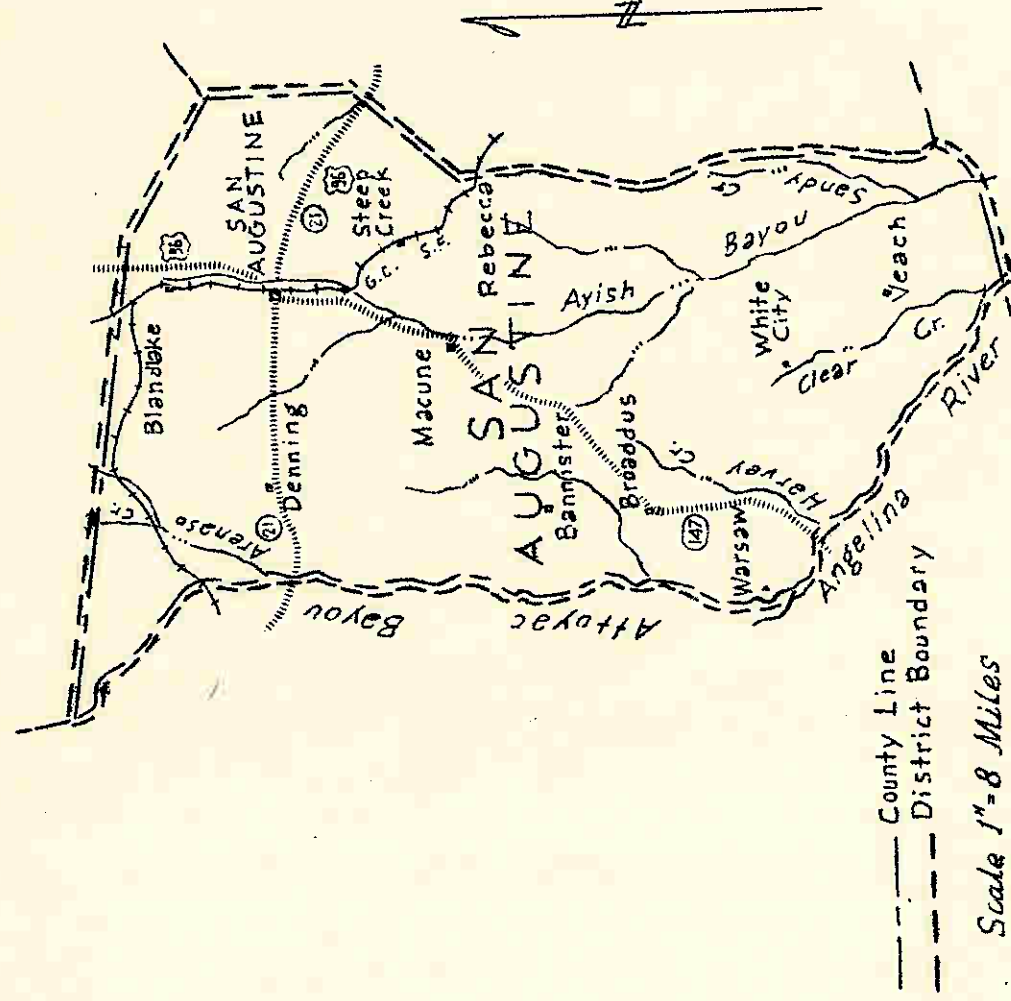 N
SAN
AUGUSTINE
96
21
96
Steep
Creek
G.C.
S.F.
Rebecca
Blandlake
Cr.
Arenaso
21
Denning
Macune
SAN
AUGUSTINE
Ayish
Bayou
Sandy
Cr.
Bannister
Broaddus
White
City
Veach
Clear
Cr.
Harvey
Cr.
147
Warsaw
Attoyac
Bayou
Angelina
River
County Line
District Boundary
Scale 1"=8 Miles